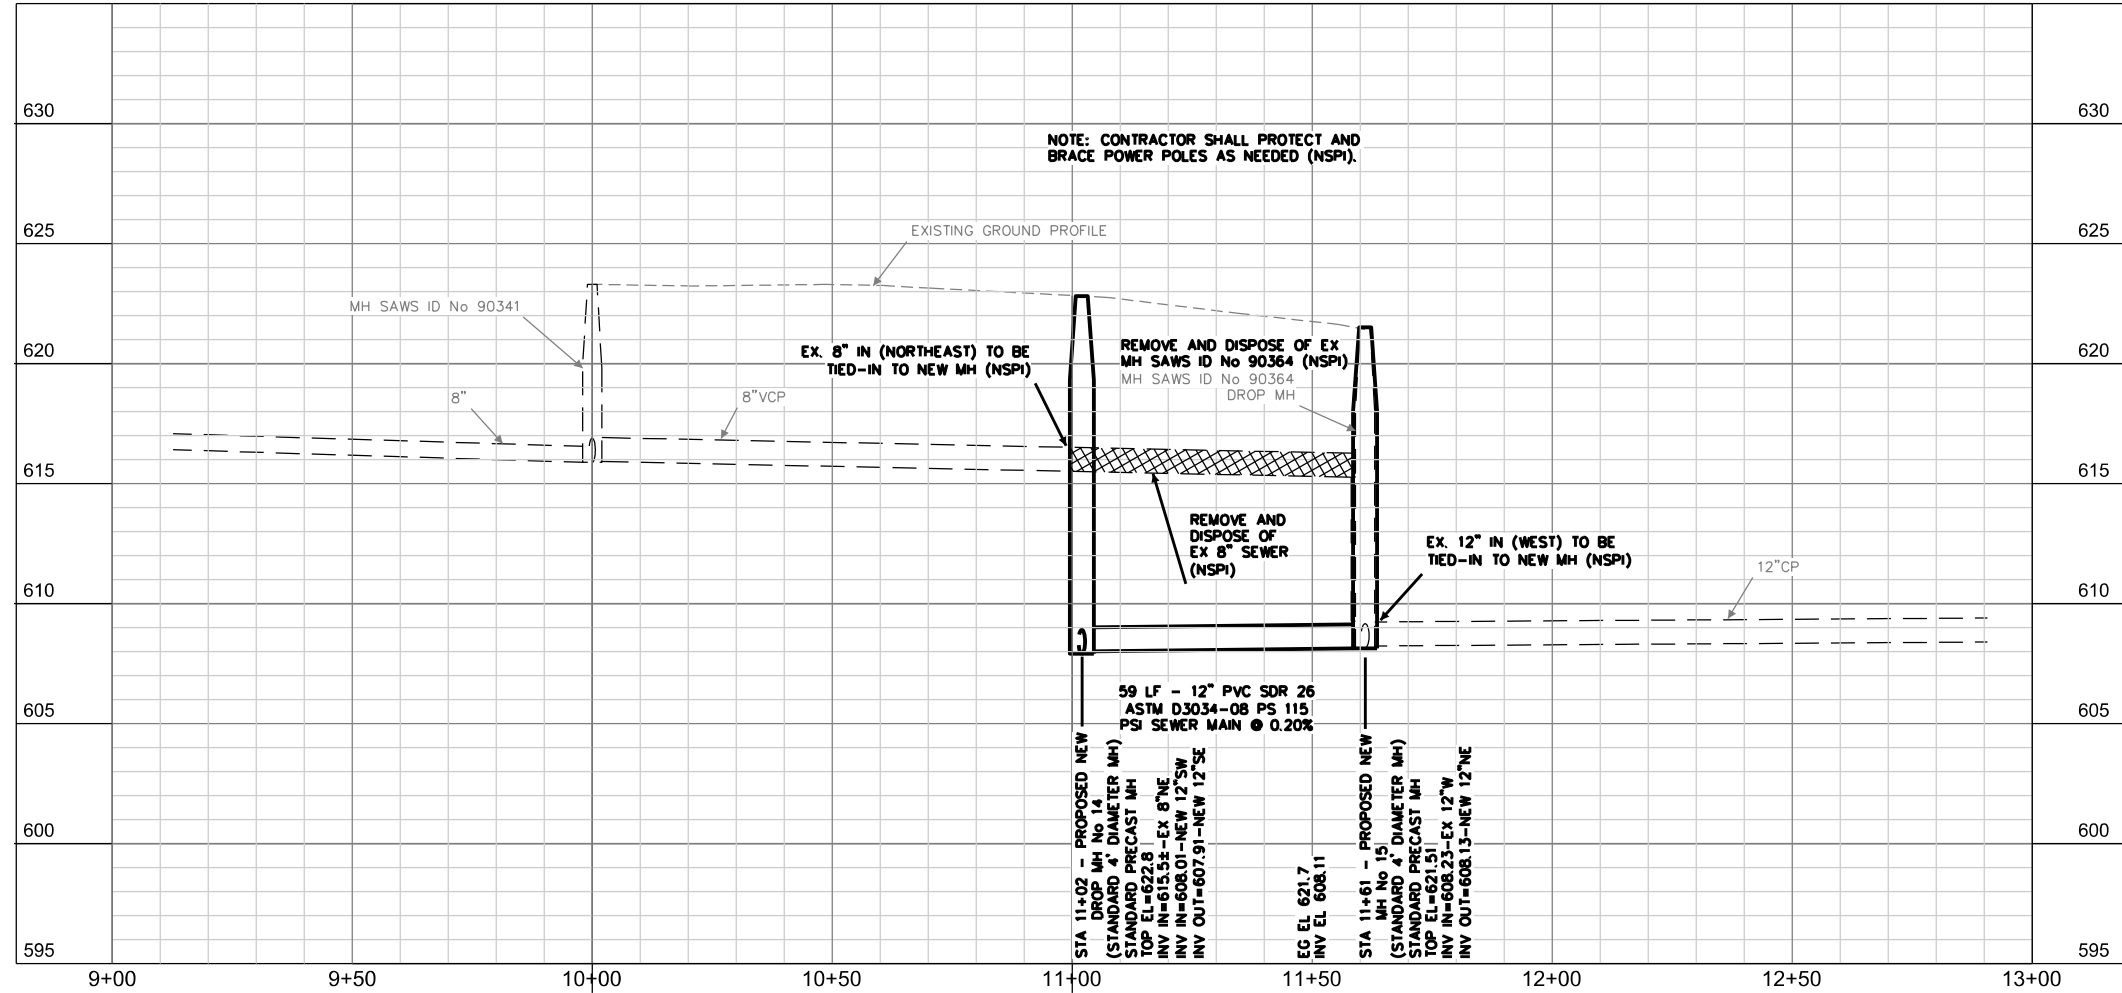 630
630
NOTE: CONTRACTOR SHALL PROTECT AND
BRACE POWER POLES AS NEEDED (NSPI).
625
625
EXISTING GROUND PROFILE
MH SAWS ID No 90341
620
620
EX. 8" IN (NORTHEAST) TO BE
TIED-IN TO NEW MH (NSPI)
REMOVE AND DISPOSE OF EX
MH SAWS ID No 90364 (NSPI)
MH SAWS ID No 90364
DROP MH
8"
8"VCP
615
615
REMOVE AND
DISPOSE OF
EX 8" SEWER
(NSPI)
EX. 12" IN (WEST) TO BE
TIED-IN TO NEW MH (NSPI)
12"CP
610
610
59 LF - 12" PVC SDR 26
ASTM D3034-08 PS 115
PSI SEWER MAIN @ 0.20%
605
605
STA 11+02 - PROPOSED NEW
DROP MH No 14
(STANDARD 4' DIAMETER MH)
STANDARD PRECAST MH
TOP EL=622.8
INV IN=615.5±-EX 8"NE
INV IN=608.01-NEW 12"SW
INV OUT=607.91-NEW 12"SE
EG EL 621.7
INV EL 608.11
STA 11+61 - PROPOSED NEW
MH No 15
(STANDARD 4' DIAMETER MH)
STANDARD PRECAST MH
TOP EL=621.51
INV IN=608.23-EX 12"W
INV OUT=608.13-NEW 12"NE
600
600
595
595
9+00
9+50
10+00
10+50
11+00
11+50
12+00
12+50
13+00